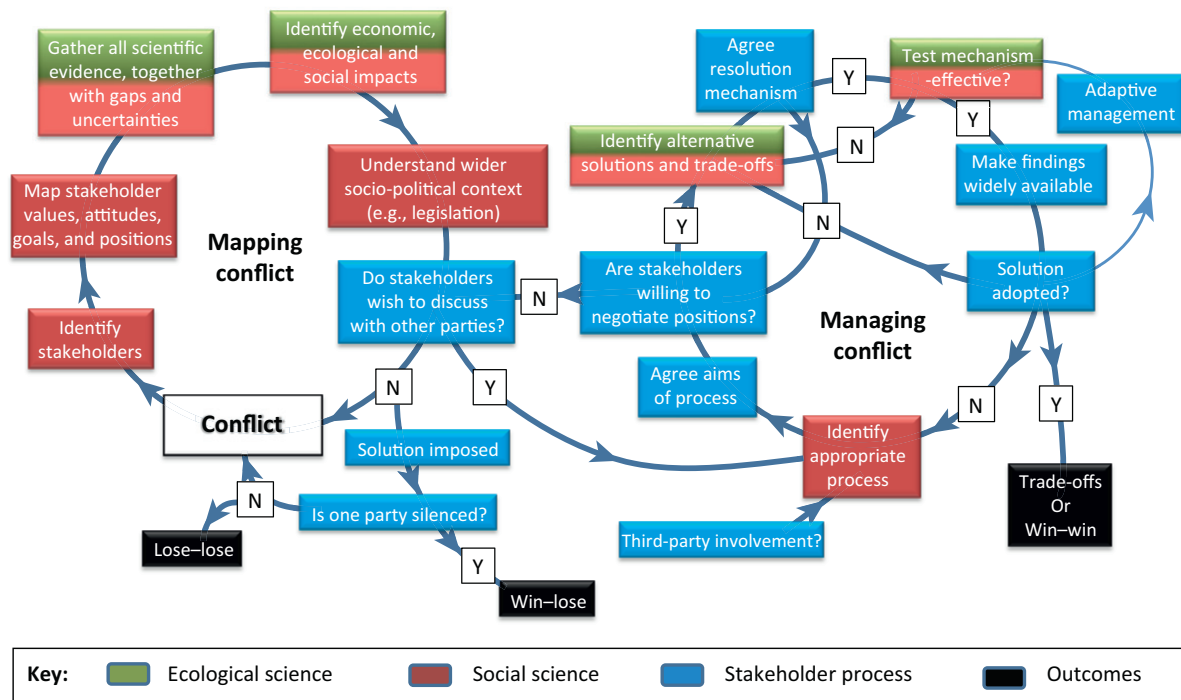 Gather all scientific
evidence, together
with gaps and
uncertainties
Identify economic,
ecological and
social impacts
Map stakeholder
values, attitudes,
goals, and positions
Understand wider
socio-political context
(e.g., legislation)
Mapping
conflict
Identify
stakeholders
Do stakeholders
wish to discuss
with other parties?
N
N
Y
Conflict
Solution imposed
N
Is one party silenced?
Lose–lose
Y
Win–lose
Agree
resolution
mechanism
Y
Test mechanism
-effective?
Y
Adaptive
management
Identify alternative
solutions and trade-offs
N
Make findings
widely available
Y
N
Are stakeholders
willing to
negotiate positions?
Solution
adopted?
Managing
conflict
Agree aims
of process
N
Y
Identify
appropriate
process
Third-party involvement?
Trade-offs
Or
Win–win
Key:
Ecological science
Social science
Stakeholder process
Outcomes